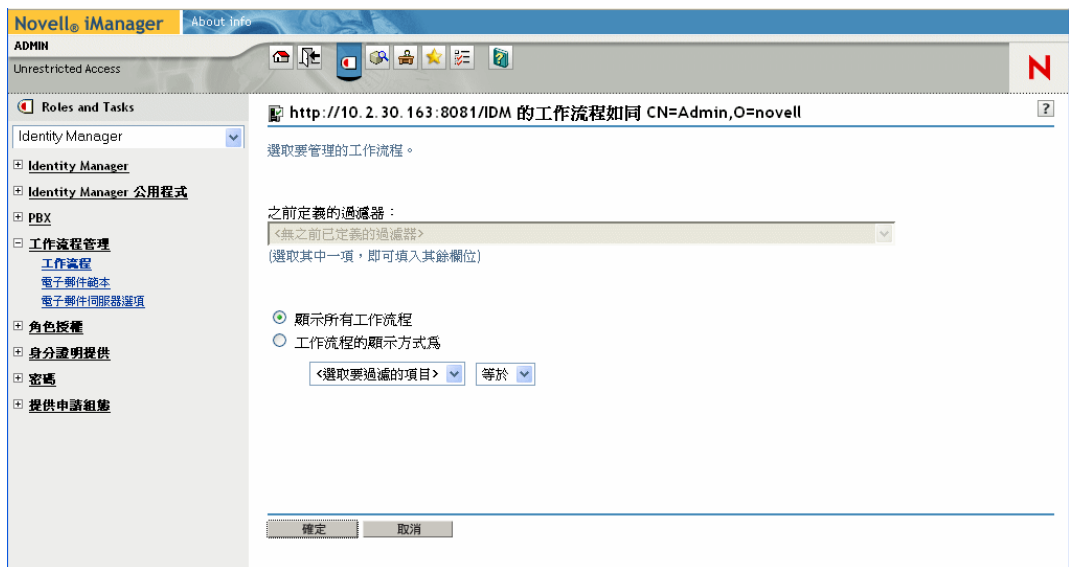 Novell® iManager
About info
ADMIN
Unrestricted Access
N
Roles and Tasks
Identity Manager
Identity Manager
Identity Manager 公用程式
PBX
工作流程管理
工作流程
電子郵件範本
電子郵件伺服器選項
角色授權
身分證明提供
密碼
提供申請組態
http://10.2.30.163:8081/IDM 的工作流程如同 CN=Admin,O=novell
?
選取要管理的工作流程。
之前定義的過濾器:
<無之前已定義的過濾器>
(選取其中一項,即可填入其餘欄位)
顯示所有工作流程
工作流程的顯示方式為
<選取要過濾的項目> 等於
確定 取消